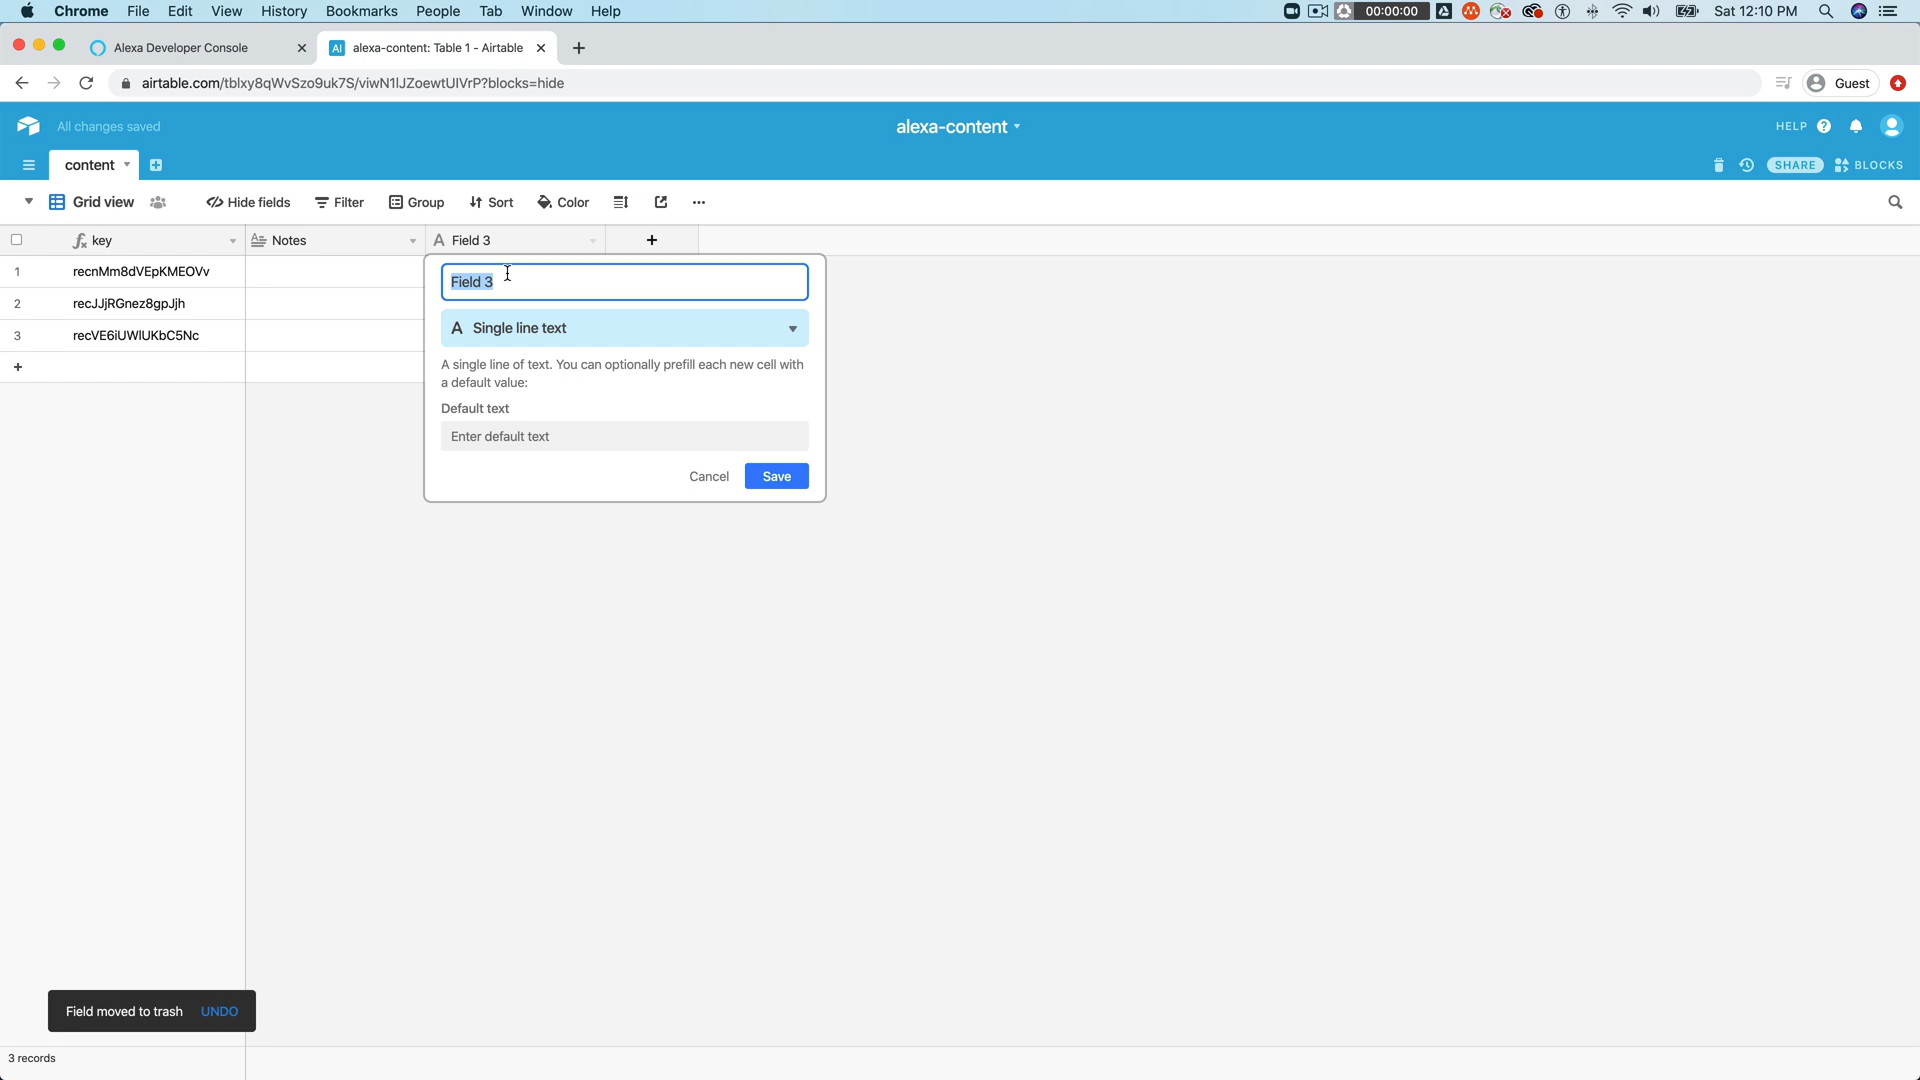 Chrome File Edit View History Bookmarks People Tab Window Help 00:00:00 Sat 12:10 PM
Alexa Developer Console alexa-content: Table 1 - Airtable
airtable.com/tblxy8qWvSzo9uk7S/viwN1lJZoewtUIVrP?blocks=hide Guest
All changes saved alexa-content HELP
content SHARE BLOCKS
Grid view Hide fields Filter Group Sort Color
key Notes A Field 3
1 recnMm8dVEpKMEOVv
Field 3
2 recJJjRGnez8gpJjh
A Single line text
3 recVE6iUWIUKbC5Nc
A single line of text. You can optionally prefill each new cell with
a default value:
Default text
Enter default text
Cancel Save
Field moved to trash UNDO
3 records